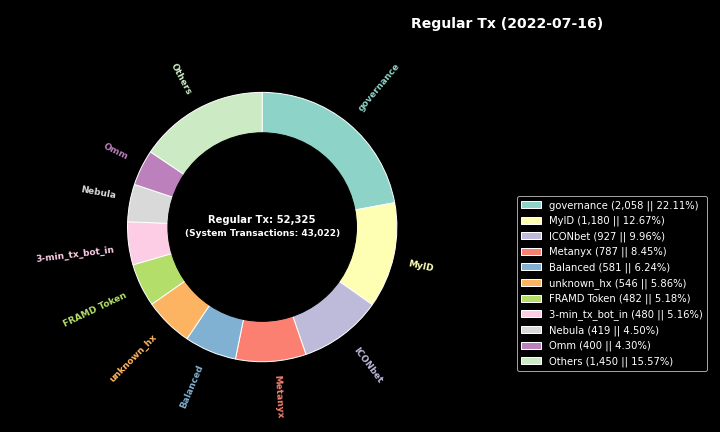 Regular Tx (2022-07-16)
governance
MyID
ICONbet
Metanyx
Balanced
unknown_hx
FRAMD Token
3-min_tx_bot_in
Nebula
Omm
Others
Regular Tx: 52,325
(System Transactions: 43,022)
governance (2,058 || 22.11%)
MyID (1,180 || 12.67%)
ICONbet (927 || 9.96%)
Metanyx (787 || 8.45%)
Balanced (581 || 6.24%)
unknown_hx (546 || 5.86%)
FRAMD Token (482 || 5.18%)
3-min_tx_bot_in (480 || 5.16%)
Nebula (419 || 4.50%)
Omm (400 || 4.30%)
Others (1,450 || 15.57%)